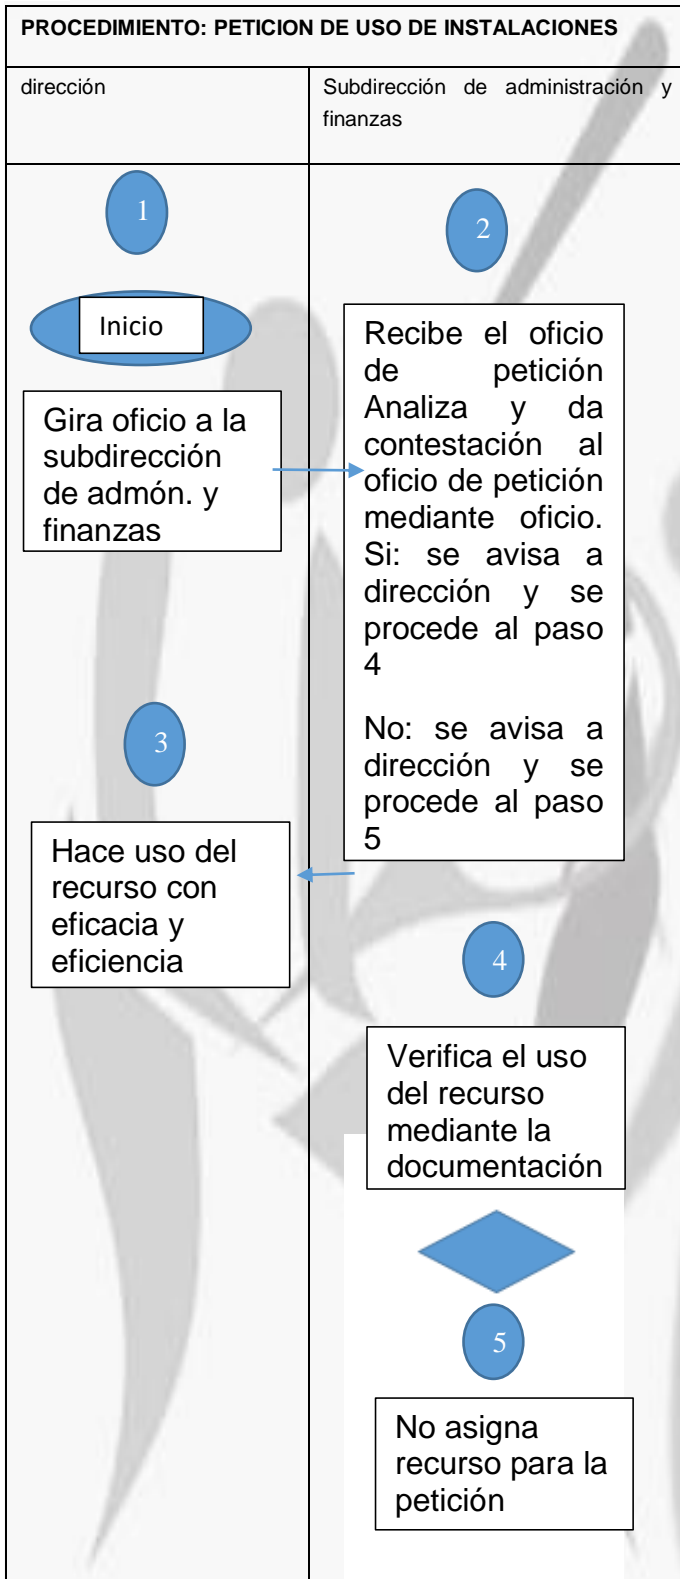 PROCEDIMIENTO: PETICION DE USO DE INSTALACIONES
dirección
Subdirección de administración y
finanzas
1
Inicio
Gira oficio a la
subdirección
de admón. y
finanzas
2
Recibe el oficio
de petición
Analiza y da
contestación al
oficio de petición
mediante oficio.
Si: se avisa a
dirección y se
procede al paso
4
No: se avisa a
dirección y se
procede al paso
5
3
Hace uso del
recurso con
eficacia y
eficiencia
4
Verifica el uso
del recurso
mediante la
documentación
5
No asigna
recurso para la
petición